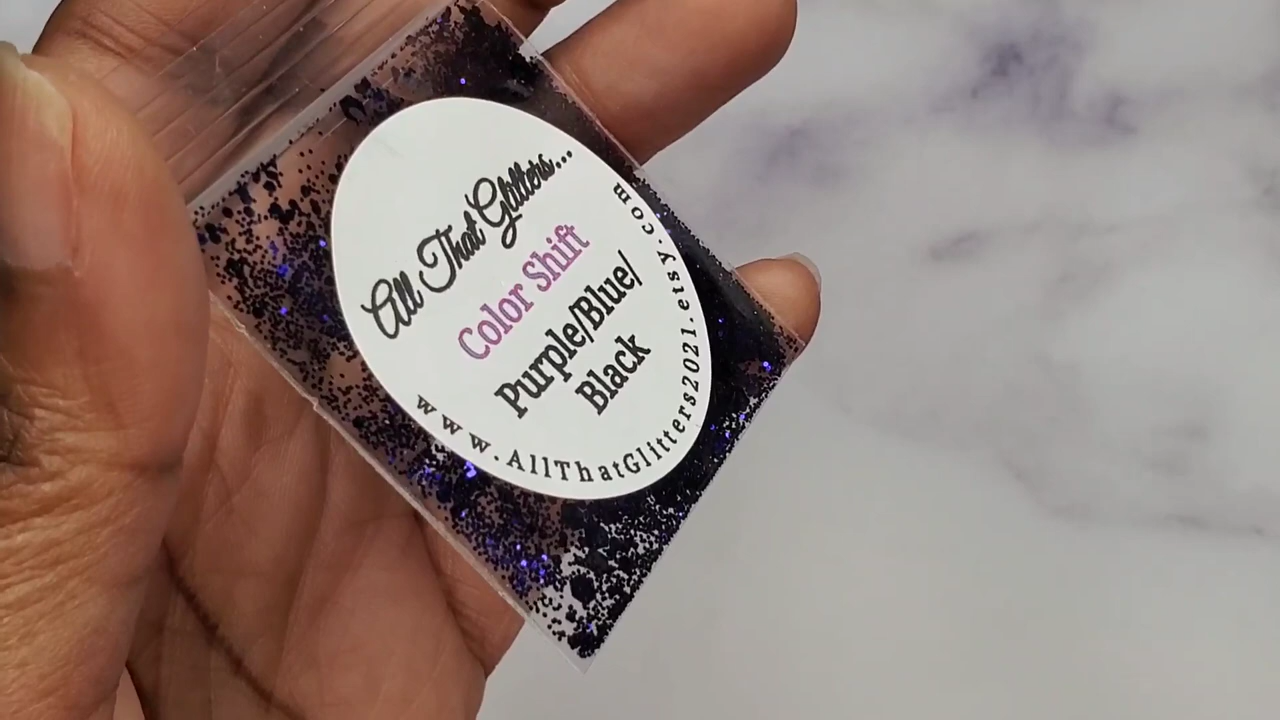 All That Glitters...
Color Shift
Purple/Blue/
Black
www.AllThatGlitters2021.etsy.com